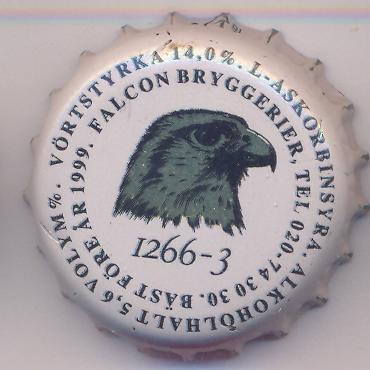 VÖRTSTYRKA 14,0%. L-ASKORBINSYRA. ALKOHOLHALT 5,6 VOLYM%.
FALCON BRYGGERIER, TEL 020-74 30 30. BÄST FÖRE ÅR 1999.
1266-3